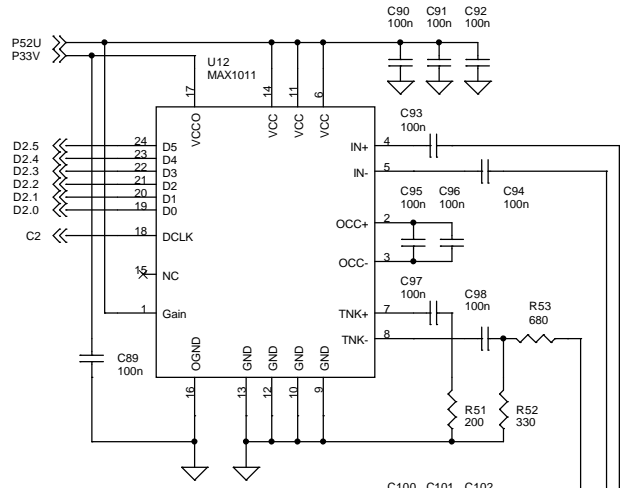 C90 C91 C92
100n 100n 100n
P52U
P33V
U12
MAX1011
17 14 11 6
VCCO VCC VCC VCC
C93
100n
D2.5 24 D5 IN+ 4
D2.4 23 D4
D2.3 22 D3 IN- 5
D2.2 21 D2
D2.1 20 D1
D2.0 19 D0
C95 C96 C94
100n 100n 100n
OCC+ 2
C2 18 DCLK
OCC- 3
15 NC
C97 C98
100n 100n
1 Gain TNK+ 7
R53
680
TNK- 8
C89
100n
OGND GND GND GND GND
16 13 12 10 9
R51 R52
200 330
C100 C101 C102